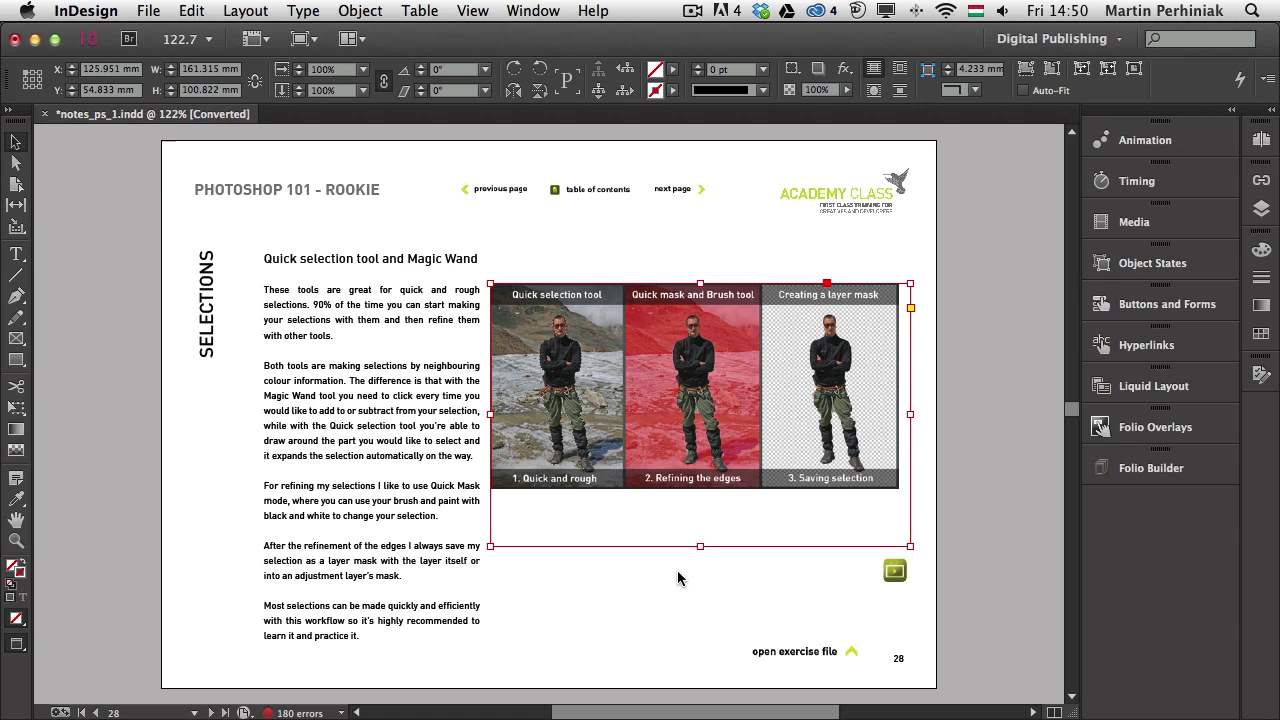 InDesign File Edit Layout Type Object Table View Window Help 4 4 Fri 14:50 Martin Perhiniak
Id Br 122.7 Digital Publishing
X: 125.951 mm W: 161.315 mm 100% 0° P fx 0 pt 4.233 mm
Y: 54.833 mm H: 100.822 mm 100% 0° 100% Auto-Fit
*notes_ps_1.indd @ 122% [Converted]
PHOTOSHOP 101 - ROOKIE
previous page table of contents next page
ACADEMY CLASS
FIRST CLASS TRAINING FOR
CREATIVES AND DEVELOPERS
SELECTIONS
Quick selection tool and Magic Wand
These tools are great for quick and rough
selections. 90% of the time you can start making
your selections with them and then refine them
with other tools.
Both tools are making selections by neighbouring
colour information. The difference is that with the
Magic Wand tool you need to click every time you
would like to add to or subtract from your selection,
while with the Quick selection tool you're able to
draw around the part you would like to select and
it expands the selection automatically on the way.
For refining my selections I like to use Quick Mask
mode, where you can use your brush and paint with
black and white to change your selection.
After the refinement of the edges I always save my
selection as a layer mask with the layer itself or
into an adjustment layer's mask.
Most selections can be made quickly and efficiently
with this workflow so it's highly recommended to
learn it and practice it.
Quick selection tool Quick mask and Brush tool Creating a layer mask
1. Quick and rough 2. Refining the edges 3. Saving selection
open exercise file
28
Animation
Timing
Media
Object States
Buttons and Forms
Hyperlinks
Liquid Layout
Folio Overlays
Folio Builder
28 180 errors